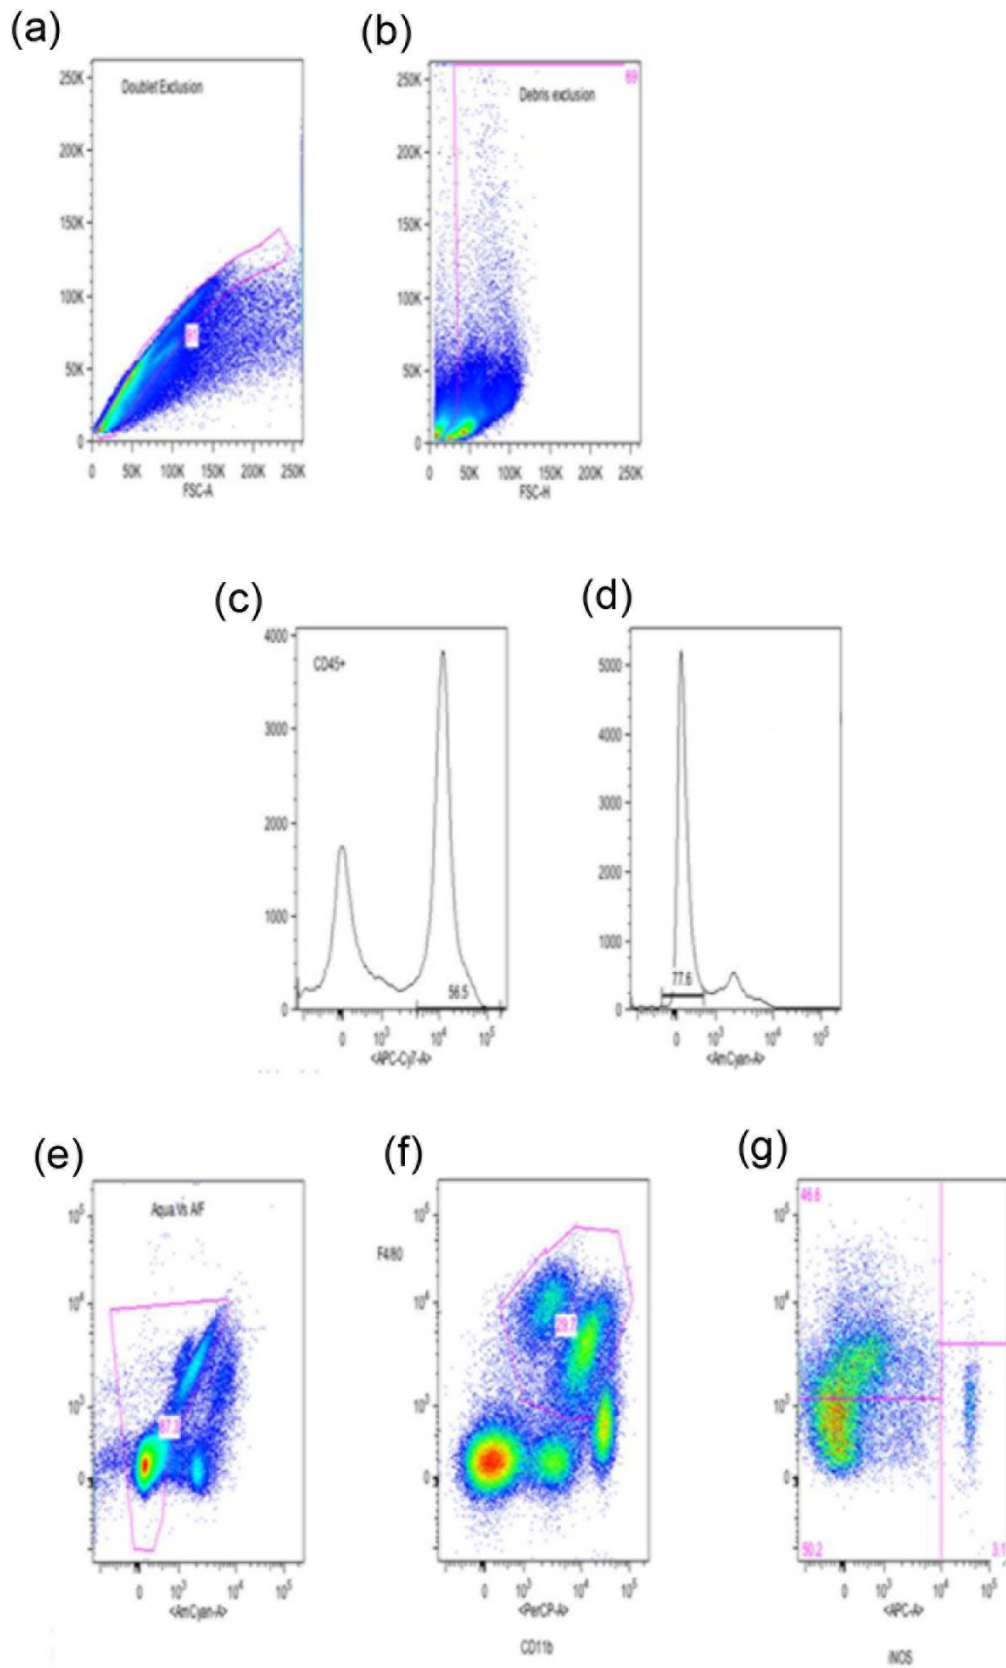 (a)
Doublet Exclusion
250K
200K
150K
100K
50K
0
0 50K 100K 150K 200K 250K
FSC-A
(b)
Debris exclusion
69
250K
200K
150K
100K
50K
0
0 50K 100K 150K 200K 250K
FSC-H
(c)
CD45+
4000
3000
2000
1000
0
56.5
0 10³ 10⁴ 10⁵
<APC-Cy7-A>
(d)
5000
4000
3000
2000
1000
0
77.6
0 10³ 10⁴ 10⁵
<AmCyan-A>
(e)
Aqua Vs AIF
10⁵
10⁴
10³
0
0 10³ 10⁴ 10⁵
<AmCyan-A>
(f)
F4/80
10⁵
10⁴
29.7
10³
0
0 10³ 10⁴ 10⁵
<PerCP-A>
CD11b
(g)
46.6
10⁵
10⁴
10³
0
50.2
3.1
0 10³ 10⁴ 10⁵
<APC-A>
iNOS